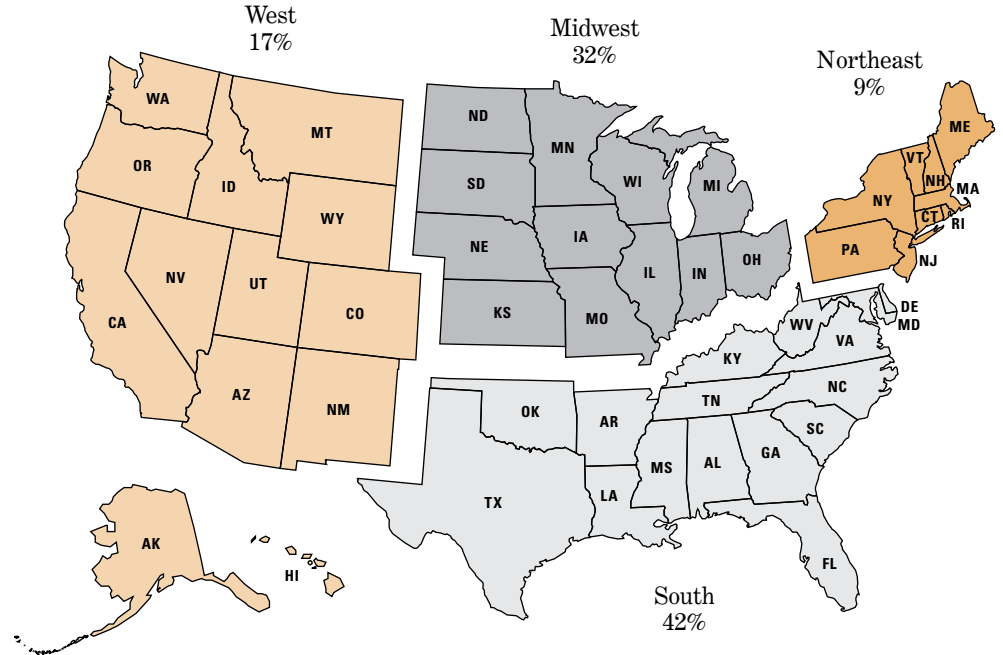 West
17%
Midwest
32%
Northeast
9%
WA
MT
ND
MN
ME
OR
ID
SD
WI
MI
VT
NH
MA
WY
NY
CT
RI
NE
IA
PA
NJ
NV
UT
IL
IN
OH
CA
CO
KS
MO
DE
MD
WV
VA
KY
AZ
NM
OK
AR
TN
NC
SC
MS
AL
GA
TX
LA
AK
HI
FL
South
42%